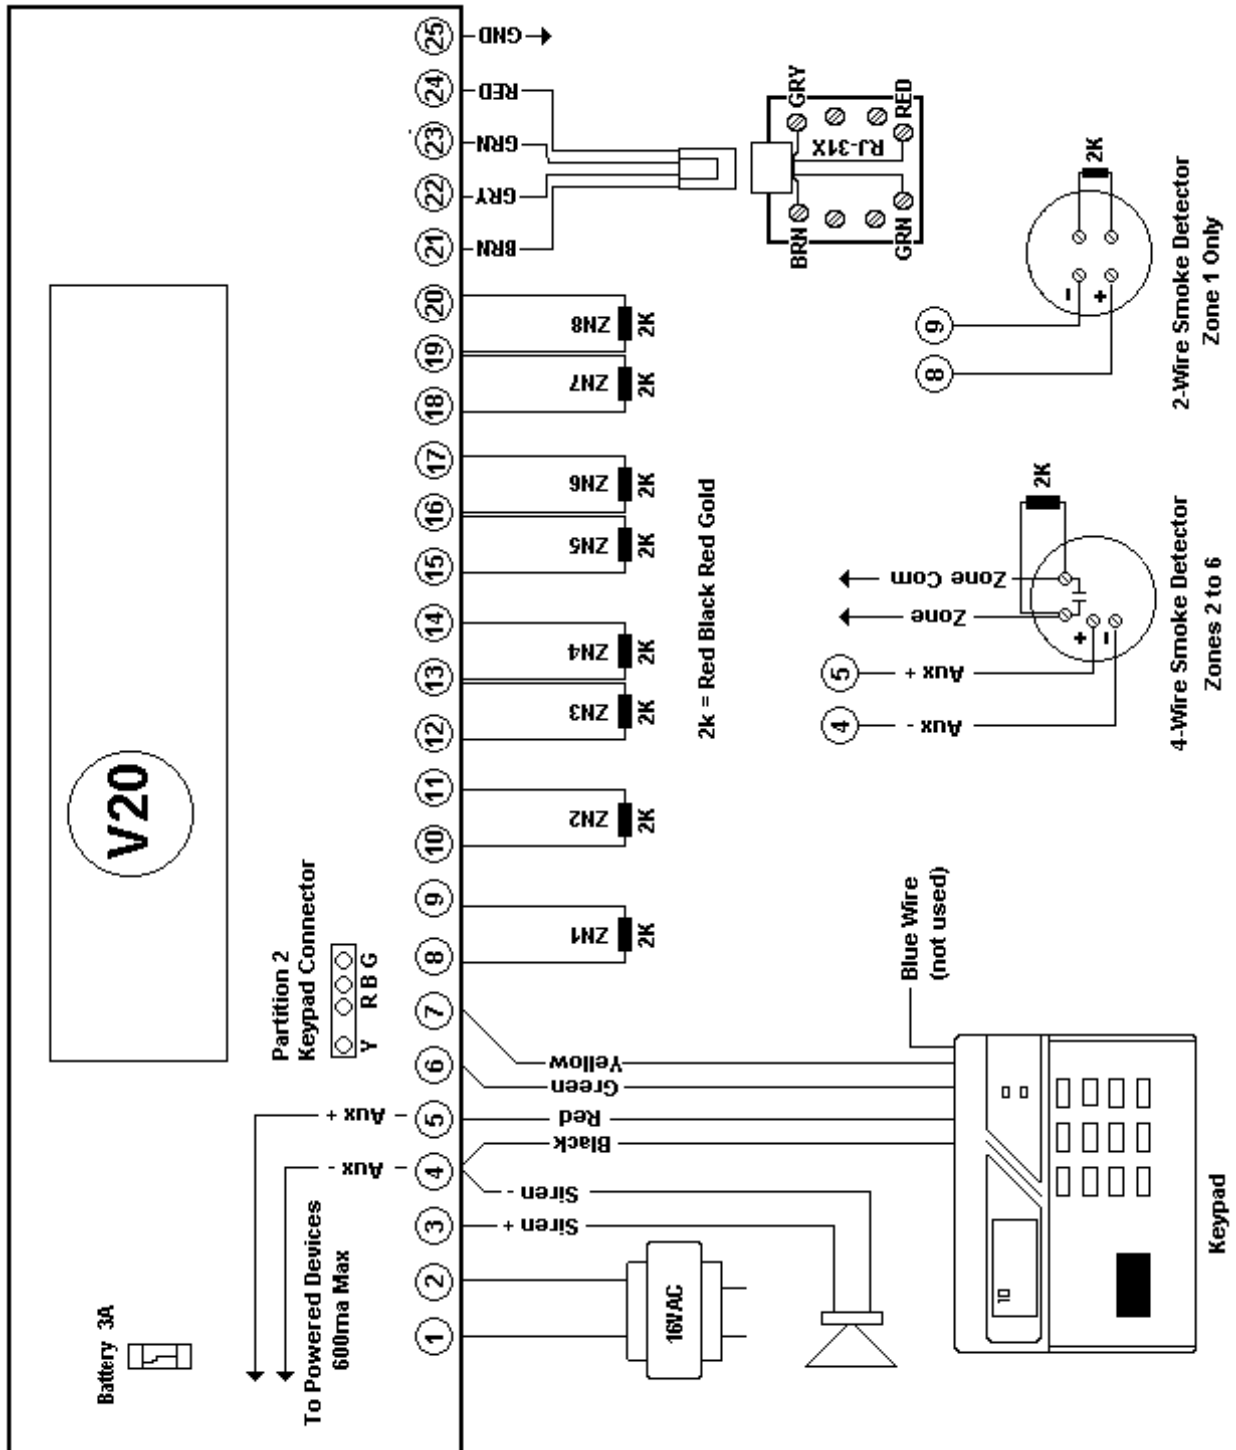 Battery 3A
To Powered Devices
600ma Max
Aux -
Aux +
Partition 2
Keypad Connector
Y R B G
V20
1
2
3
4
5
6
7
8
9
10
11
12
13
14
15
16
17
18
19
20
21
22
23
24
25
16VAC
Siren +
Siren -
Black
Red
Green
Yellow
Blue Wire
(not used)
10
Keypad
ZN1
2K
ZN2
2K
ZN3
2K
ZN4
2K
ZN5
2K
ZN6
2K
ZN7
2K
ZN8
2K
2k = Red Black Red Gold
BRN
GRY
GRN
RED
GND
RJ-31X
BRN
GRY
GRN
RED
4
5
Aux -
Aux +
Zone
Zone Com
+
-
2K
4-Wire Smoke Detector
Zones 2 to 6
8
9
-
+
2K
2-Wire Smoke Detector
Zone 1 Only